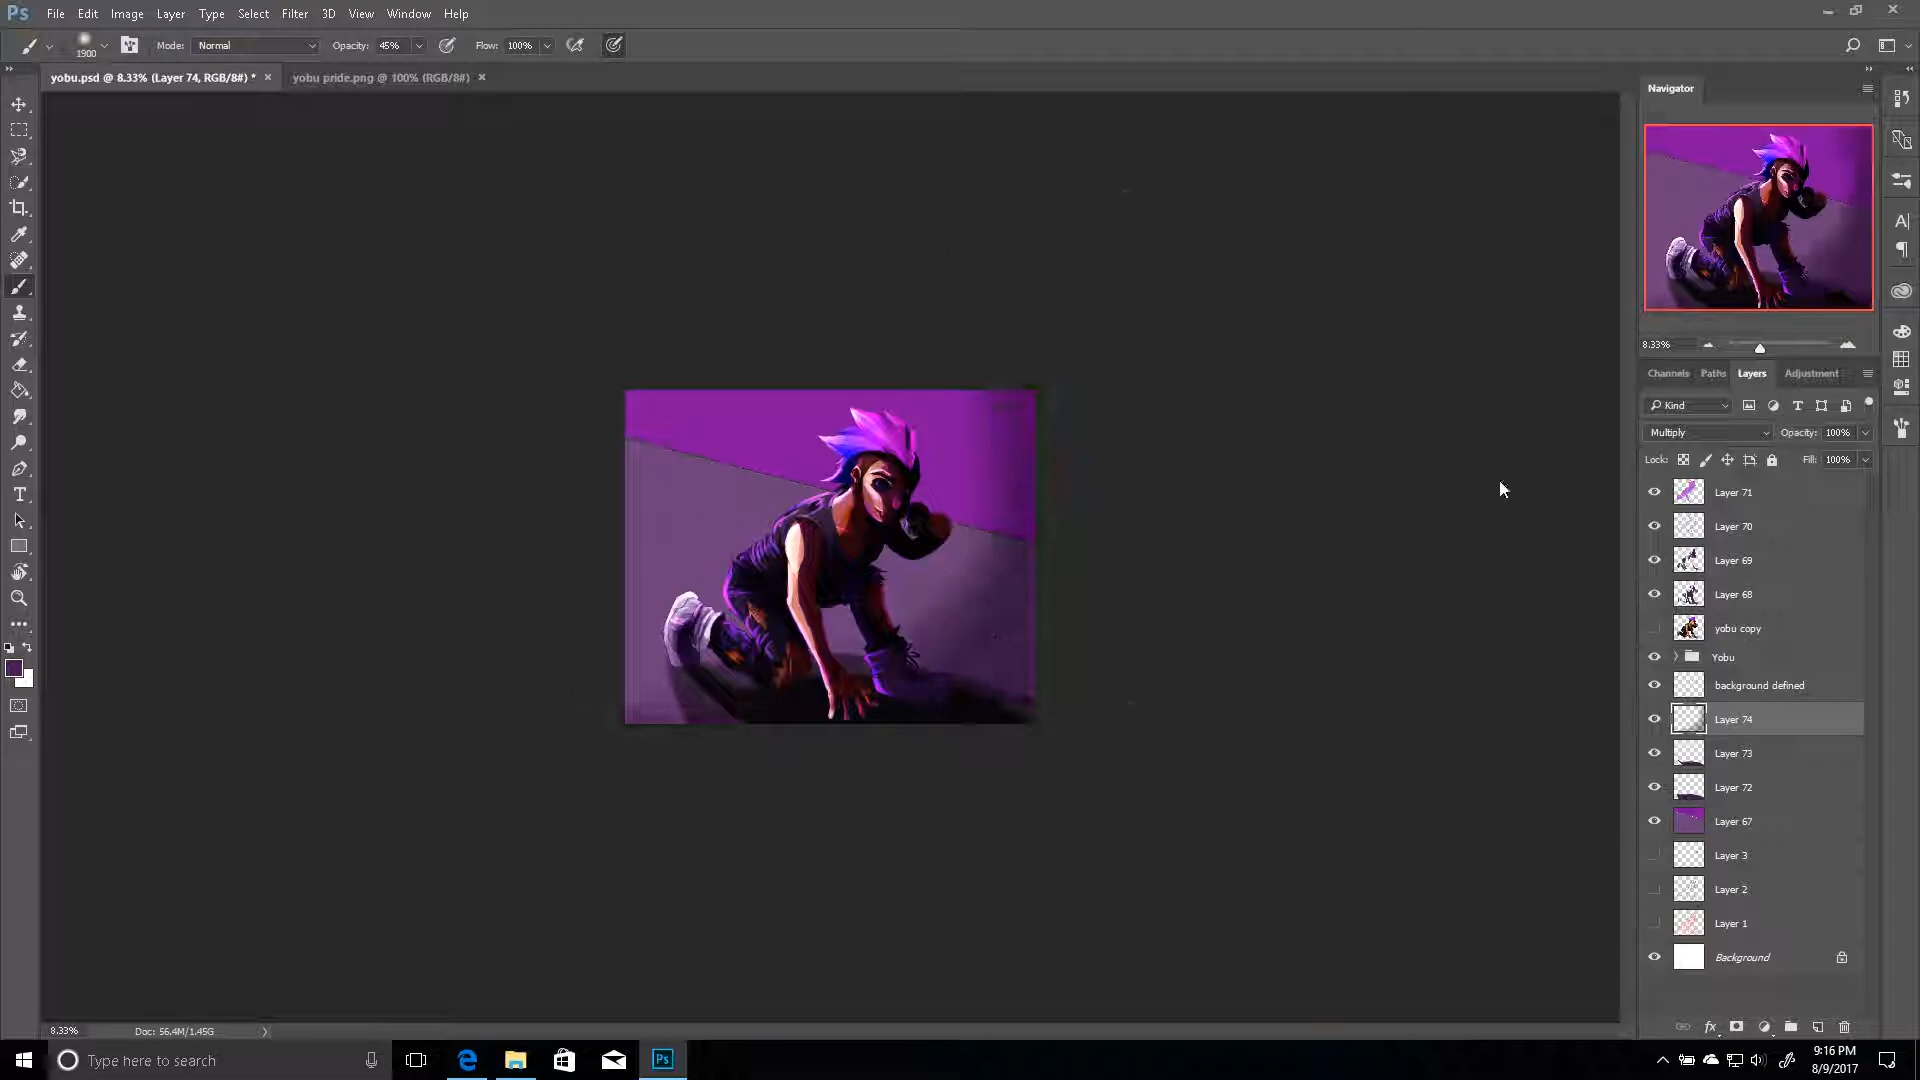 Ps File Edit Image Layer Type Select Filter 3D View Window Help
1900 Mode: Normal Opacity: 45% Flow: 100%
yobu.psd @ 8.33% (Layer 74, RGB/8#) * × yobu pride.png @ 100% (RGB/8#) ×
Navigator
8.33%
Channels Paths Layers Adjustment
Kind
Multiply Opacity: 100%
Lock: Fill: 100%
Layer 71
Layer 70
Layer 69
Layer 68
yobu copy
Yobu
background defined
Layer 74
Layer 73
Layer 72
Layer 67
Layer 3
Layer 2
Layer 1
Background
fx
8.33% Doc: 56.4M/1.45G
Type here to search
Ps
9:16 PM
8/9/2017